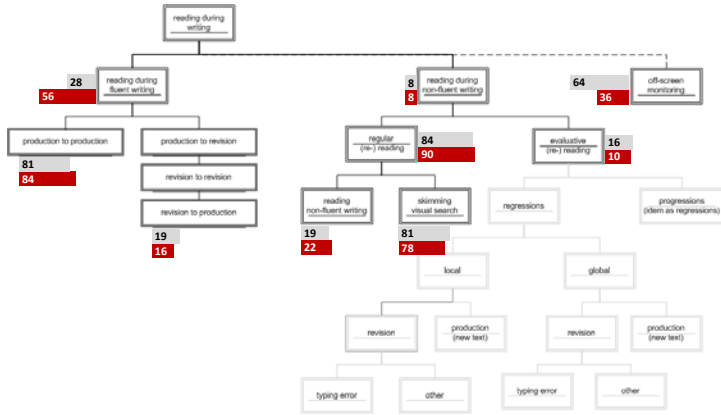 reading during
writing
28
56
reading during
fluent writing
8
8
reading during
non-fluent writing
64
36
off-screen
monitoring
production to production
81
84
production to revision
revision to revision
revision to production
19
16
regular
(re-) reading
84
90
evaluative
(re-) reading
16
10
reading
non-fluent writing
19
22
skimming
visual search
81
78
regressions
progressions
(idem as regressions)
local
global
revision
production
(new text)
revision
production
(new text)
typing error
other
typing error
other